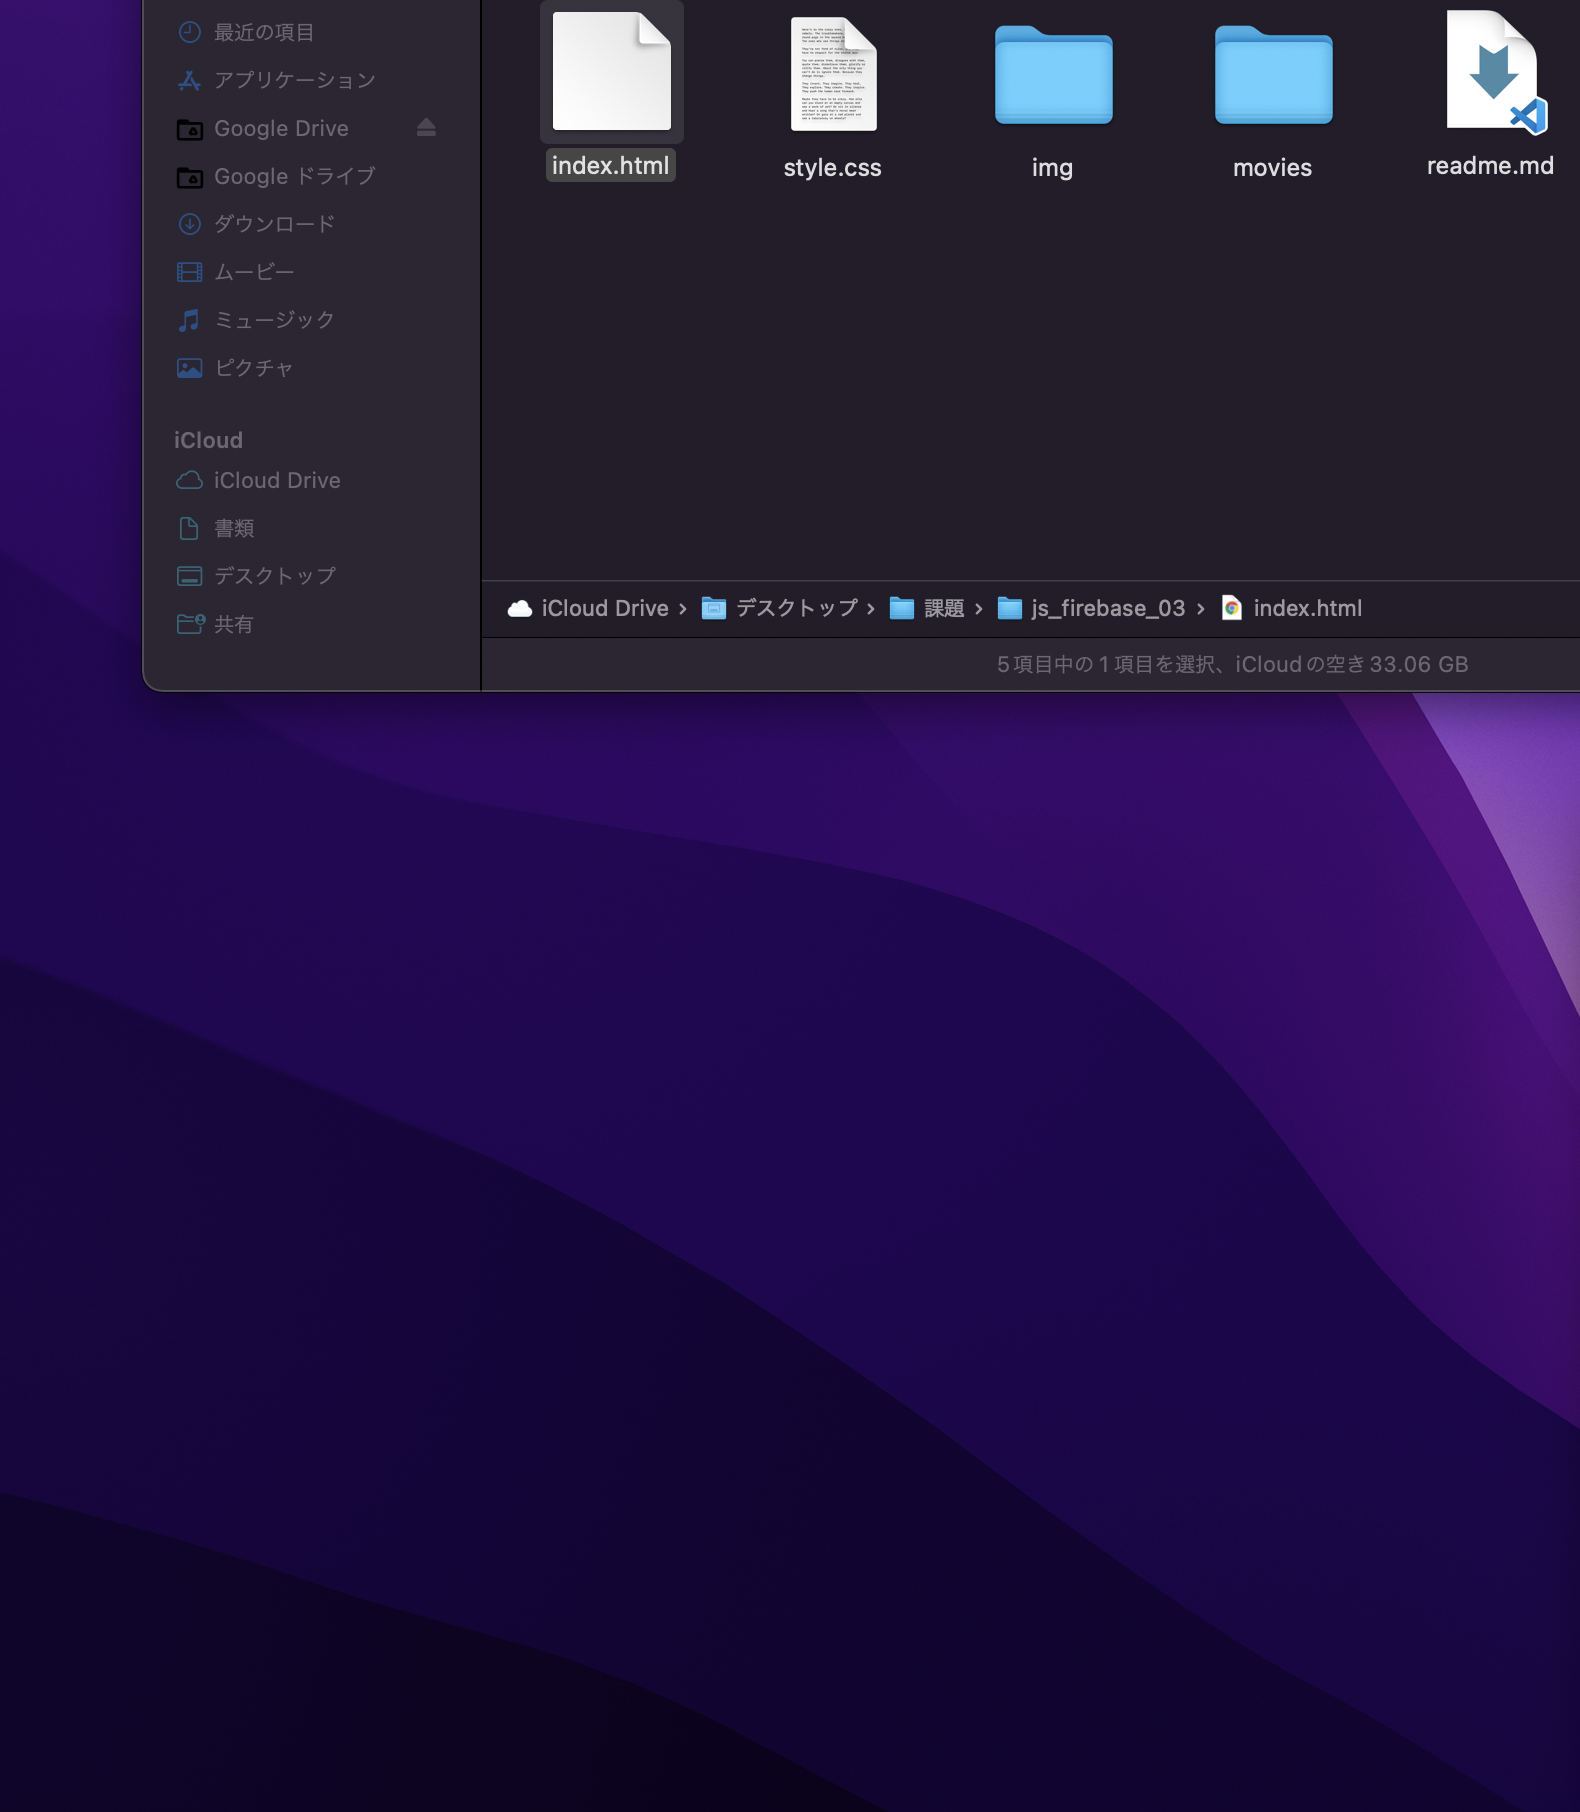 最近の項目
アプリケーション
Google Drive
Google ドライブ
ダウンロード
ムービー
ミュージック
ピクチャ
iCloud
iCloud Drive
書類
デスクトップ
共有
index.html
style.css
img
movies
readme.md
iCloud Drive › デスクトップ › 課題 › js_firebase_03 › index.html
5項目中の1項目を選択、iCloudの空き33.06 GB